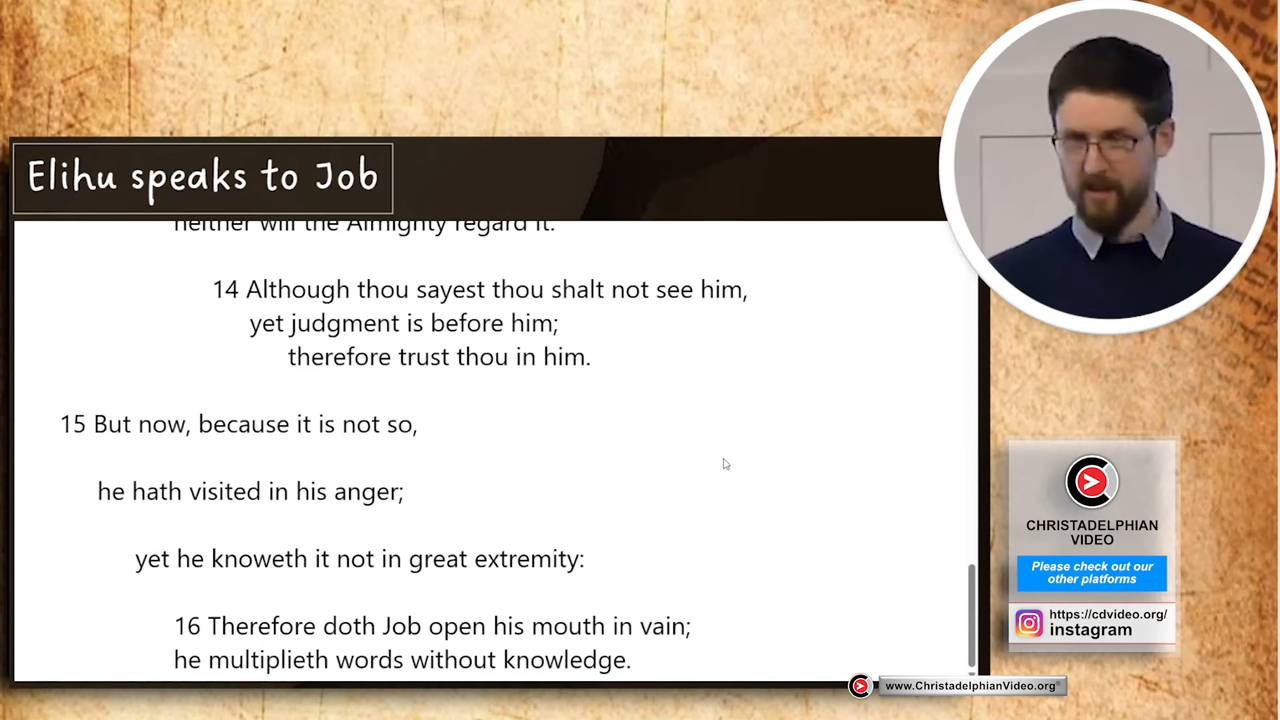 Elihu speaks to Job
neither will the Almighty regard it.
14 Although thou sayest thou shalt not see him,
yet judgment is before him;
therefore trust thou in him.
15 But now, because it is not so,
he hath visited in his anger;
yet he knoweth it not in great extremity:
16 Therefore doth Job open his mouth in vain;
he multiplieth words without knowledge.
CHRISTADELPHIAN
VIDEO
Please check out our
other platforms
https://cdvideo.org/
instagram
www.ChristadelphianVideo.org